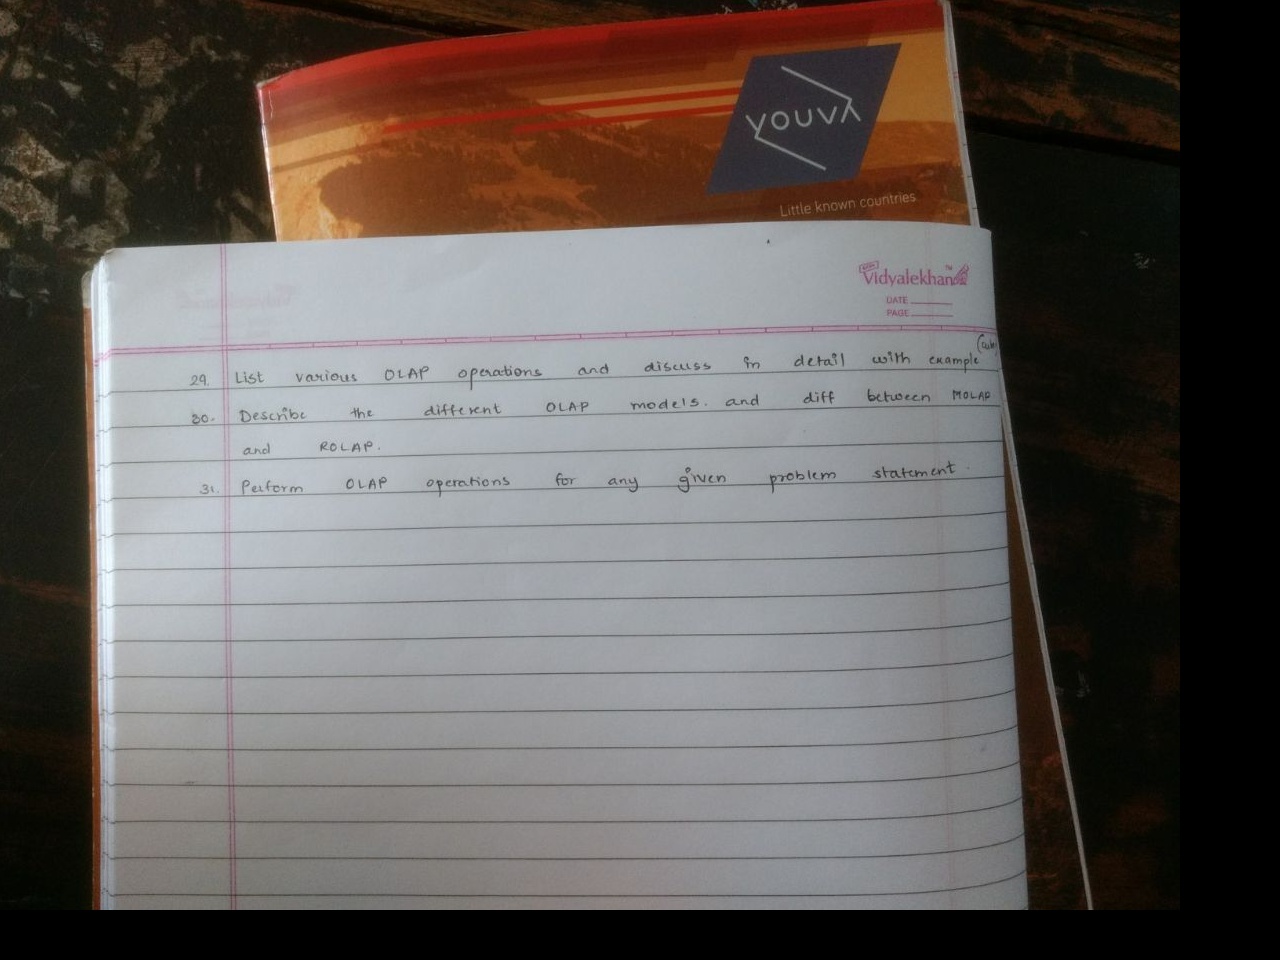 YOUVA
Little known countries
Vidyalekhan™
DATE
PAGE
29. List various OLAP operations and discuss in detail with example (cube)
30. Describe the different OLAP models. and diff between MOLAP
and ROLAP.
31. Perform OLAP operations for any given problem statement.